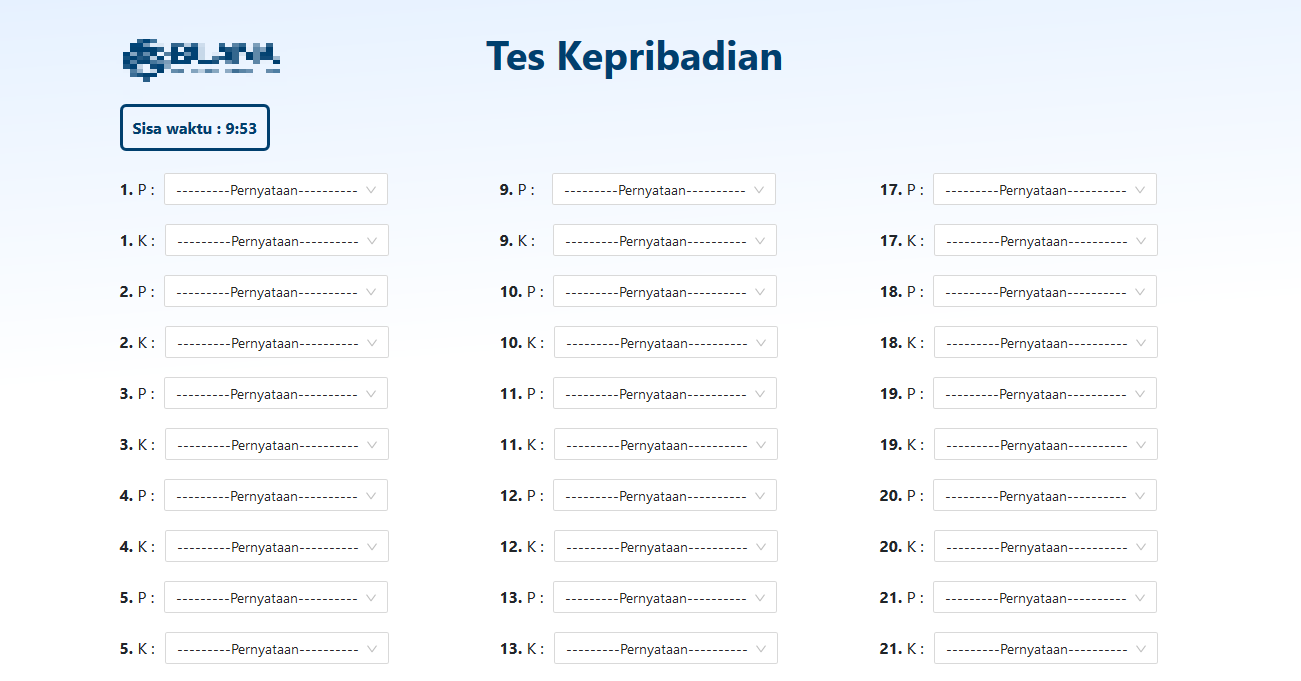 Tes Kepribadian
Sisa waktu : 9:53
1. P : ---------Pernyataan----------
1. K : ---------Pernyataan----------
2. P : ---------Pernyataan----------
2. K : ---------Pernyataan----------
3. P : ---------Pernyataan----------
3. K : ---------Pernyataan----------
4. P : ---------Pernyataan----------
4. K : ---------Pernyataan----------
5. P : ---------Pernyataan----------
5. K : ---------Pernyataan----------
9. P : ---------Pernyataan----------
9. K : ---------Pernyataan----------
10. P : ---------Pernyataan----------
10. K : ---------Pernyataan----------
11. P : ---------Pernyataan----------
11. K : ---------Pernyataan----------
12. P : ---------Pernyataan----------
12. K : ---------Pernyataan----------
13. P : ---------Pernyataan----------
13. K : ---------Pernyataan----------
17. P : ---------Pernyataan----------
17. K : ---------Pernyataan----------
18. P : ---------Pernyataan----------
18. K : ---------Pernyataan----------
19. P : ---------Pernyataan----------
19. K : ---------Pernyataan----------
20. P : ---------Pernyataan----------
20. K : ---------Pernyataan----------
21. P : ---------Pernyataan----------
21. K : ---------Pernyataan----------